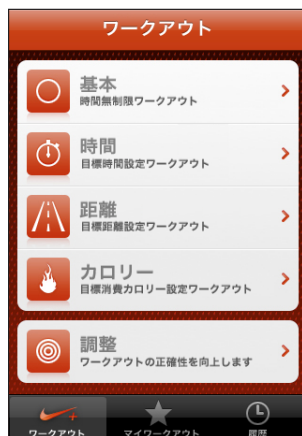 ワークアウト
基本
時間無制限ワークアウト
時間
目標時間設定ワークアウト
距離
目標距離設定ワークアウト
カロリー
目標消費カロリー設定ワークアウト
調整
ワークアウトの正確性を向上します
ワークアウト
マイワークアウト
履歴